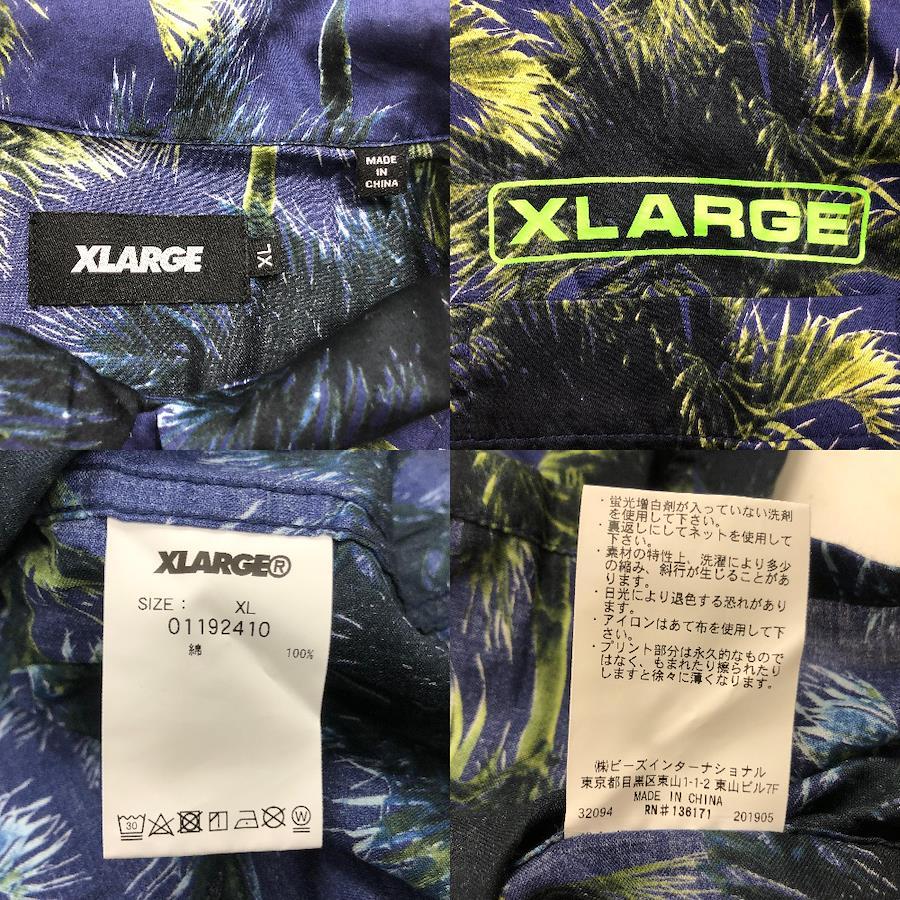 MADE
IN
CHINA
XLARGE
XL
XLARGE
XLARGE®
SIZE : XL
01192410
綿 100%
30
W
・蛍光増白剤が入っていない洗剤
を使用して下さい。
・裏返しにしてネットを使用して
下さい。
・素材の特性上、洗濯により多少
の縮み、斜行が生じることがあ
ります。
・日光により退色する恐れがあり
ます。
・アイロンはあて布を使用して下
さい。
・プリント部分は永久的なもので
はなく、もまれたり擦られたり
しますと徐々に薄くなります。
㈱ビーズインターナショナル
東京都目黒区東山1-1-2 東山ビル7F
MADE IN CHINA
32094 RN#136171 201905